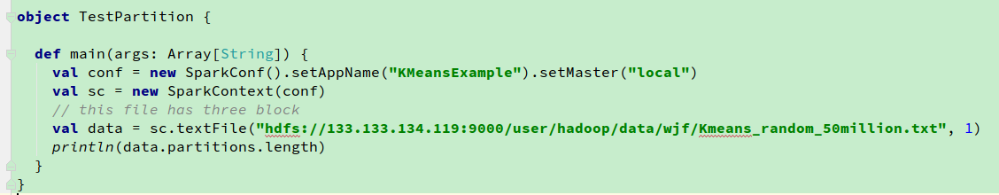 object TestPartition {
def main(args: Array[String]) {
val conf = new SparkConf().setAppName("KMeansExample").setMaster("local")
val sc = new SparkContext(conf)
// this file has three block
val data = sc.textFile("hdfs://133.133.134.119:9000/user/hadoop/data/wjf/Kmeans_random_50million.txt", 1)
println(data.partitions.length)
}
}